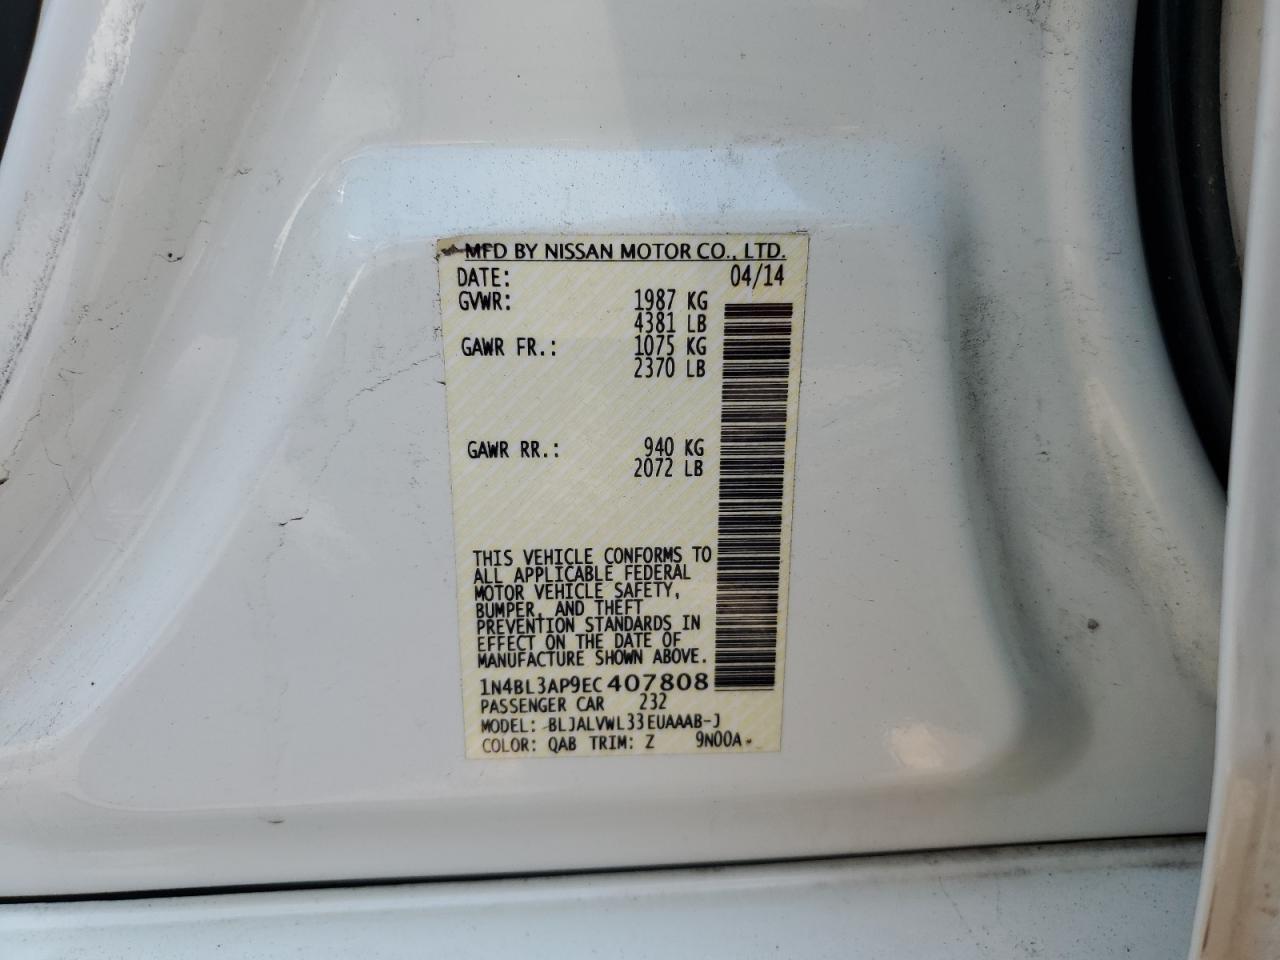 MFD BY NISSAN MOTOR CO., LTD.
DATE: 04/14
GVWR: 1987 KG
4381 LB
GAWR FR.: 1075 KG
2370 LB
GAWR RR.: 940 KG
2072 LB
THIS VEHICLE CONFORMS TO
ALL APPLICABLE FEDERAL
MOTOR VEHICLE SAFETY,
BUMPER, AND THEFT
PREVENTION STANDARDS IN
EFFECT ON THE DATE OF
MANUFACTURE SHOWN ABOVE.
1N4BL3AP9EC407808
PASSENGER CAR 232
MODEL: BLJALVWL33EUAAAB-J
COLOR: QAB TRIM: Z 9N00A